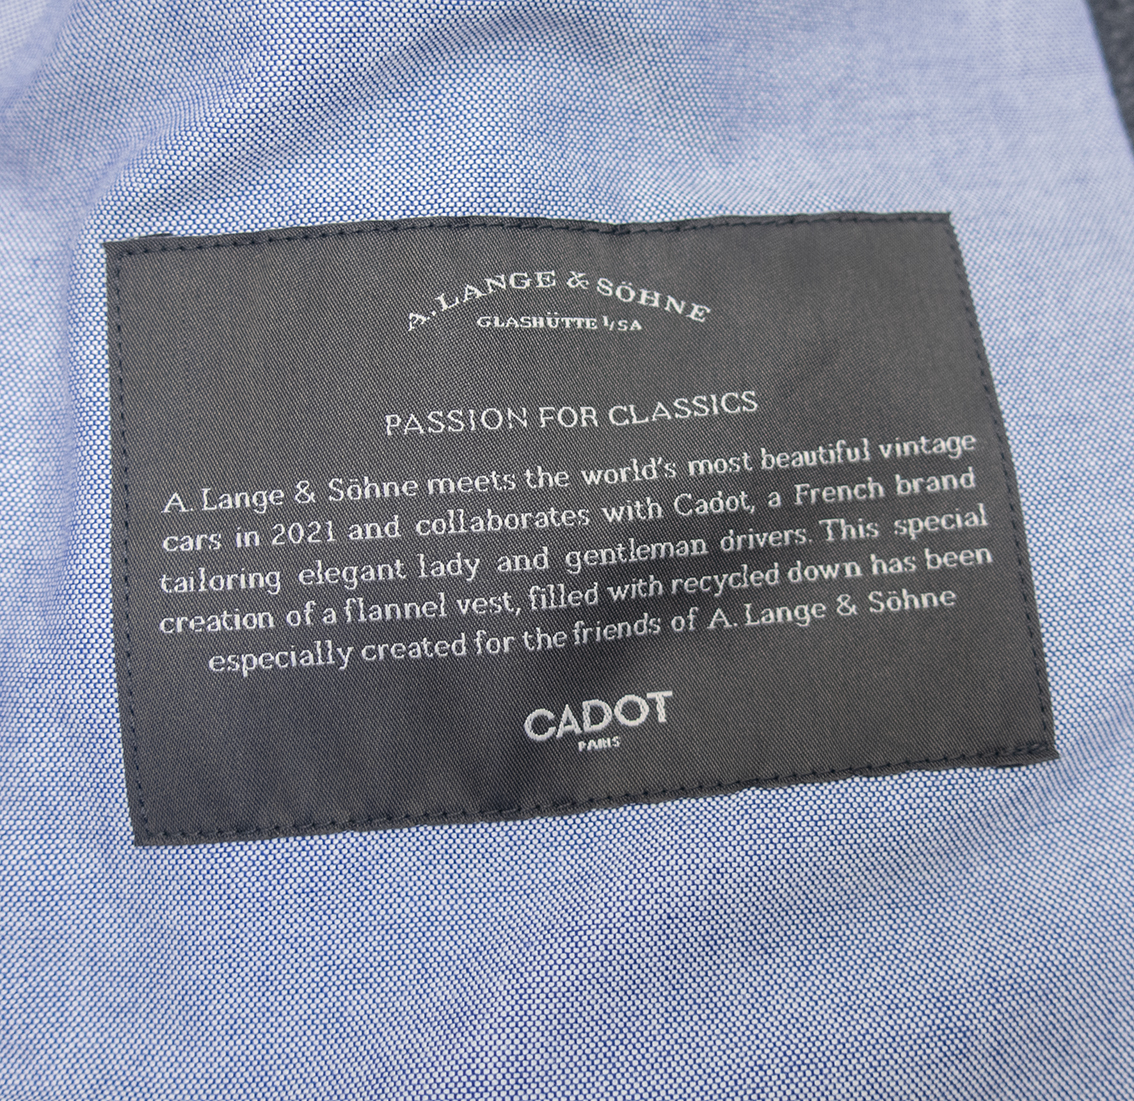 A. LANGE & SÖHNE
GLASHÜTTE I/SA
PASSION FOR CLASSICS
A. Lange & Söhne meets the world's most beautiful vintage
cars in 2021 and collaborates with Cadot, a French brand
tailoring elegant lady and gentleman drivers. This special
creation of a flannel vest, filled with recycled down has been
especially created for the friends of A. Lange & Söhne
CADOT
PARIS